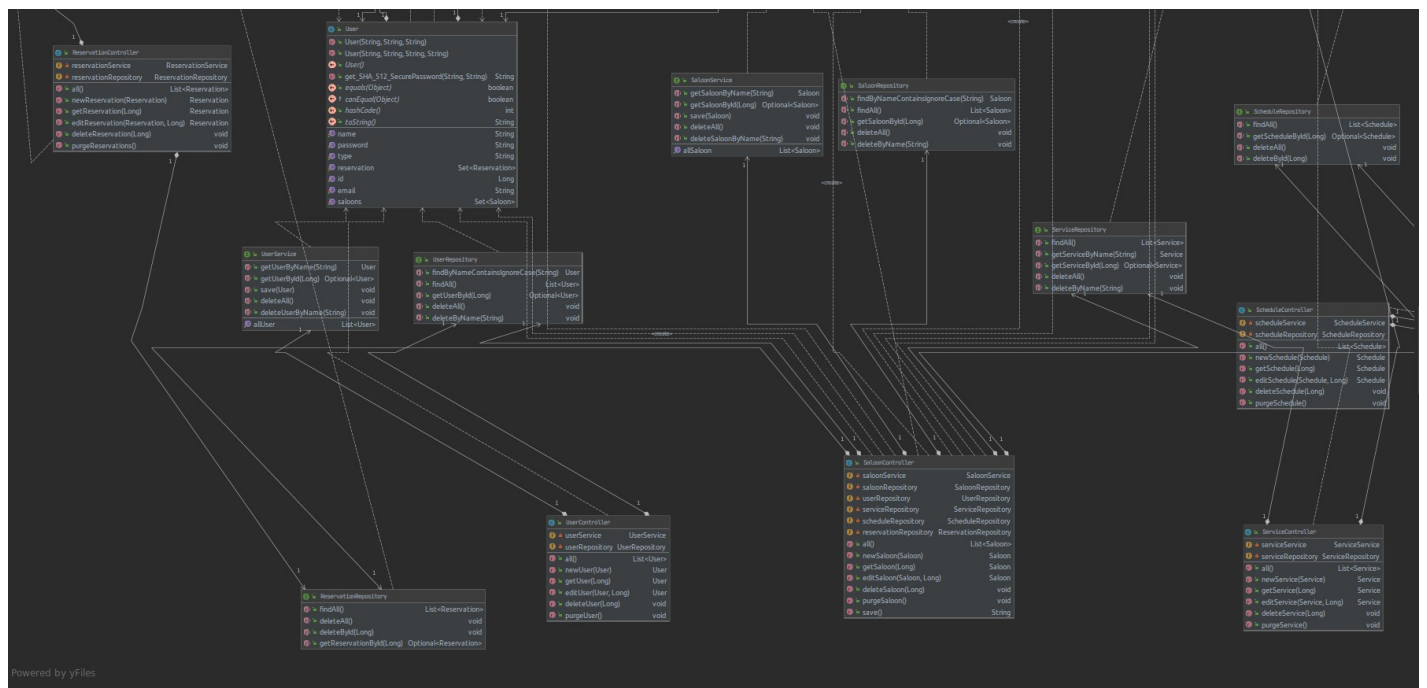 User
User(String, String, String)
User(String, String, String, String)
User()
get_SHA_512_SecurePassword(String, String) String
equals(Object) boolean
canEqual(Object) boolean
hashCode() int
toString() String
name String
password String
type String
reservation Set<Reservation>
id Long
email String
saloons Set<Saloon>
ReservationController
reservationService ReservationService
reservationRepository ReservationRepository
all() List<Reservation>
newReservation(Reservation) Reservation
getReservation(Long) Reservation
editReservation(Reservation, Long) Reservation
deleteReservation(Long) void
purgeReservations() void
SaloonService
getSaloonByName(String) Saloon
getSaloonById(Long) Optional<Saloon>
save(Saloon) void
deleteAll() void
deleteSaloonByName(String) void
allSaloon List<Saloon>
SaloonRepository
findByNameContainsIgnoreCase(String) Saloon
findAll() List<Saloon>
getSaloonById(Long) Optional<Saloon>
deleteAll() void
deleteByName(String) void
ScheduleRepository
findAll() List<Schedule>
getScheduleById(Long) Optional<Schedule>
deleteAll() void
deleteById(Long) void
ServiceRepository
findAll() List<Service>
getServiceByName(String) Service
getServiceById(Long) Optional<Service>
deleteAll() void
deleteByName(String) void
UserService
getUserByName(String) User
getUserById(Long) Optional<User>
save(User) void
deleteAll() void
deleteUserByName(String) void
allUser List<User>
UserRepository
findByNameContainsIgnoreCase(String) User
findAll() List<User>
getUserById(Long) Optional<User>
deleteAll() void
deleteByName(String) void
ScheduleController
scheduleService ScheduleService
scheduleRepository ScheduleRepository
all() List<Schedule>
newSchedule(Schedule) Schedule
getSchedule(Long) Schedule
editSchedule(Schedule, Long) Schedule
deleteSchedule(Long) void
purgeSchedule() void
SaloonController
saloonService SaloonService
saloonRepository SaloonRepository
userRepository UserRepository
serviceRepository ServiceRepository
scheduleRepository ScheduleRepository
reservationRepository ReservationRepository
all() List<Saloon>
newSaloon(Saloon) Saloon
getSaloon(Long) Saloon
editSaloon(Saloon, Long) Saloon
deleteSaloon(Long) void
purgeSaloon() void
save() String
UserController
userService UserService
userRepository UserRepository
all() List<User>
newUser(User) User
getUser(Long) User
editUser(User, Long) User
deleteUser(Long) void
purgeUser() void
ServiceController
serviceService ServiceService
serviceRepository ServiceRepository
all() List<Service>
newService(Service) Service
getService(Long) Service
editService(Service, Long) Service
deleteService(Long) void
purgeService() void
ReservationRepository
findAll() List<Reservation>
deleteAll() void
deleteById(Long) void
getReservationById(Long) Optional<Reservation>
Powered by yFiles